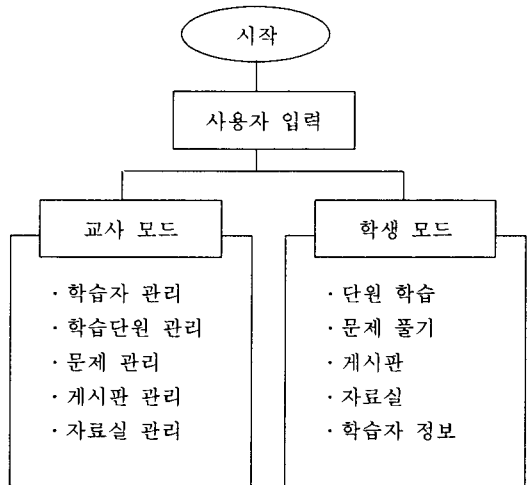 시작
사용자 입력
교사 모드
· 학습자 관리
· 학습단원 관리
· 문제 관리
· 게시판 관리
· 자료실 관리
학생 모드
· 단원 학습
· 문제 풀기
· 게시판
· 자료실
· 학습자 정보